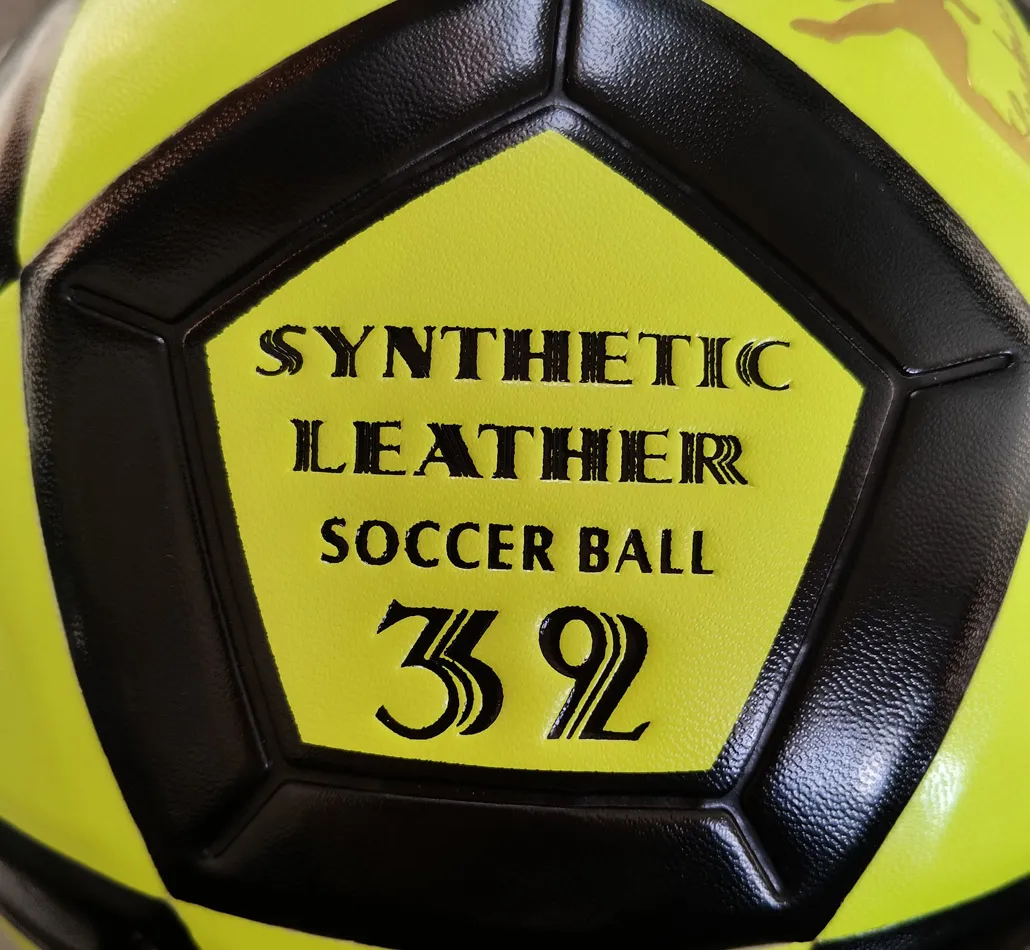 SYNTHETIC
LEATHER
SOCCER BALL
32